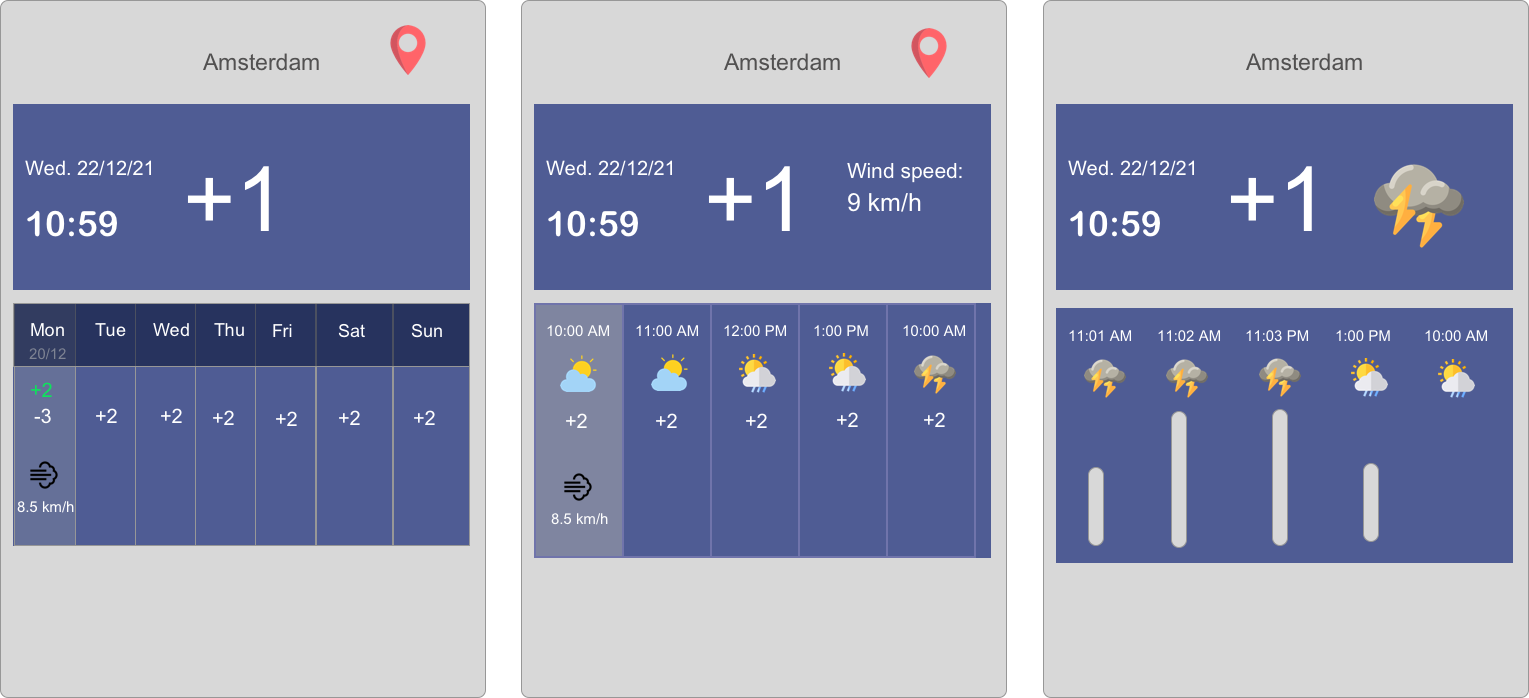 Amsterdam
Wed. 22/12/21
10:59
+1
Mon Tue Wed Thu Fri Sat Sun
20/12
+2
-3 +2 +2 +2 +2 +2 +2
8.5 km/h
Amsterdam
Wed. 22/12/21
10:59
+1
Wind speed:
9 km/h
10:00 AM 11:00 AM 12:00 PM 1:00 PM 10:00 AM
+2 +2 +2 +2 +2
8.5 km/h
Amsterdam
Wed. 22/12/21
10:59
+1
11:01 AM 11:02 AM 11:03 PM 1:00 PM 10:00 AM